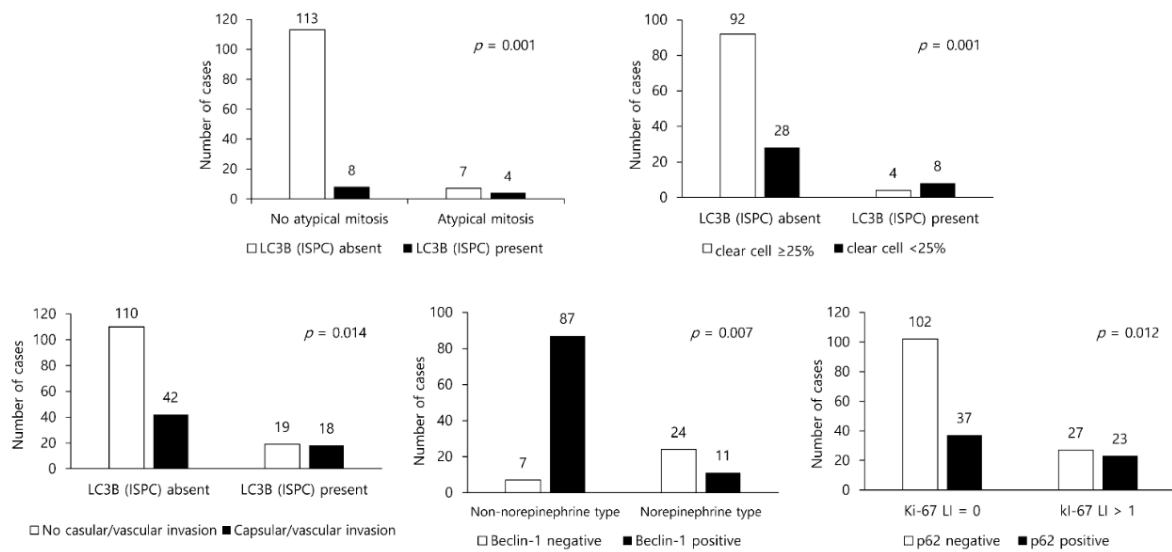 Number of cases
120
100
80
60
40
20
0
113
8
7
4
p = 0.001
No atypical mitosis
Atypical mitosis
LC3B (ISPC) absent
LC3B (ISPC) present
Number of cases
100
80
60
40
20
0
92
28
4
8
p = 0.001
LC3B (ISPC) absent
LC3B (ISPC) present
clear cell ≥25%
clear cell <25%
Number of cases
120
100
80
60
40
20
0
110
42
19
18
p = 0.014
LC3B (ISPC) absent
LC3B (ISPC) present
No casular/vascular invasion
Capsular/vascular invasion
Number of cases
100
80
60
40
20
0
7
87
24
11
p = 0.007
Non-norepinephrine type
Norepinephrine type
Beclin-1 negative
Beclin-1 positive
Number of cases
120
100
80
60
40
20
0
102
37
27
23
p = 0.012
Ki-67 LI = 0
kI-67 LI > 1
p62 negative
p62 positive